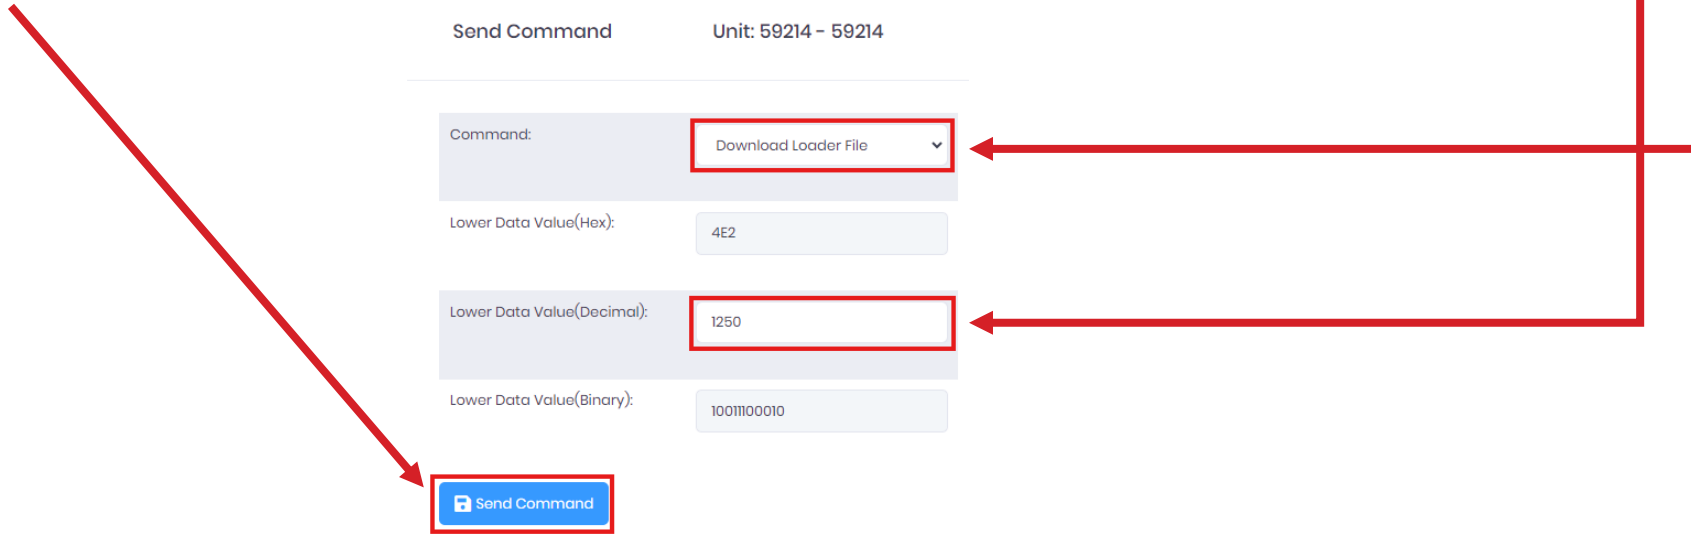 Send Command Unit: 59214 - 59214
Command: Download Loader File
Lower Data Value(Hex): 4E2
Lower Data Value(Decimal): 1250
Lower Data Value(Binary): 10011100010
Send Command